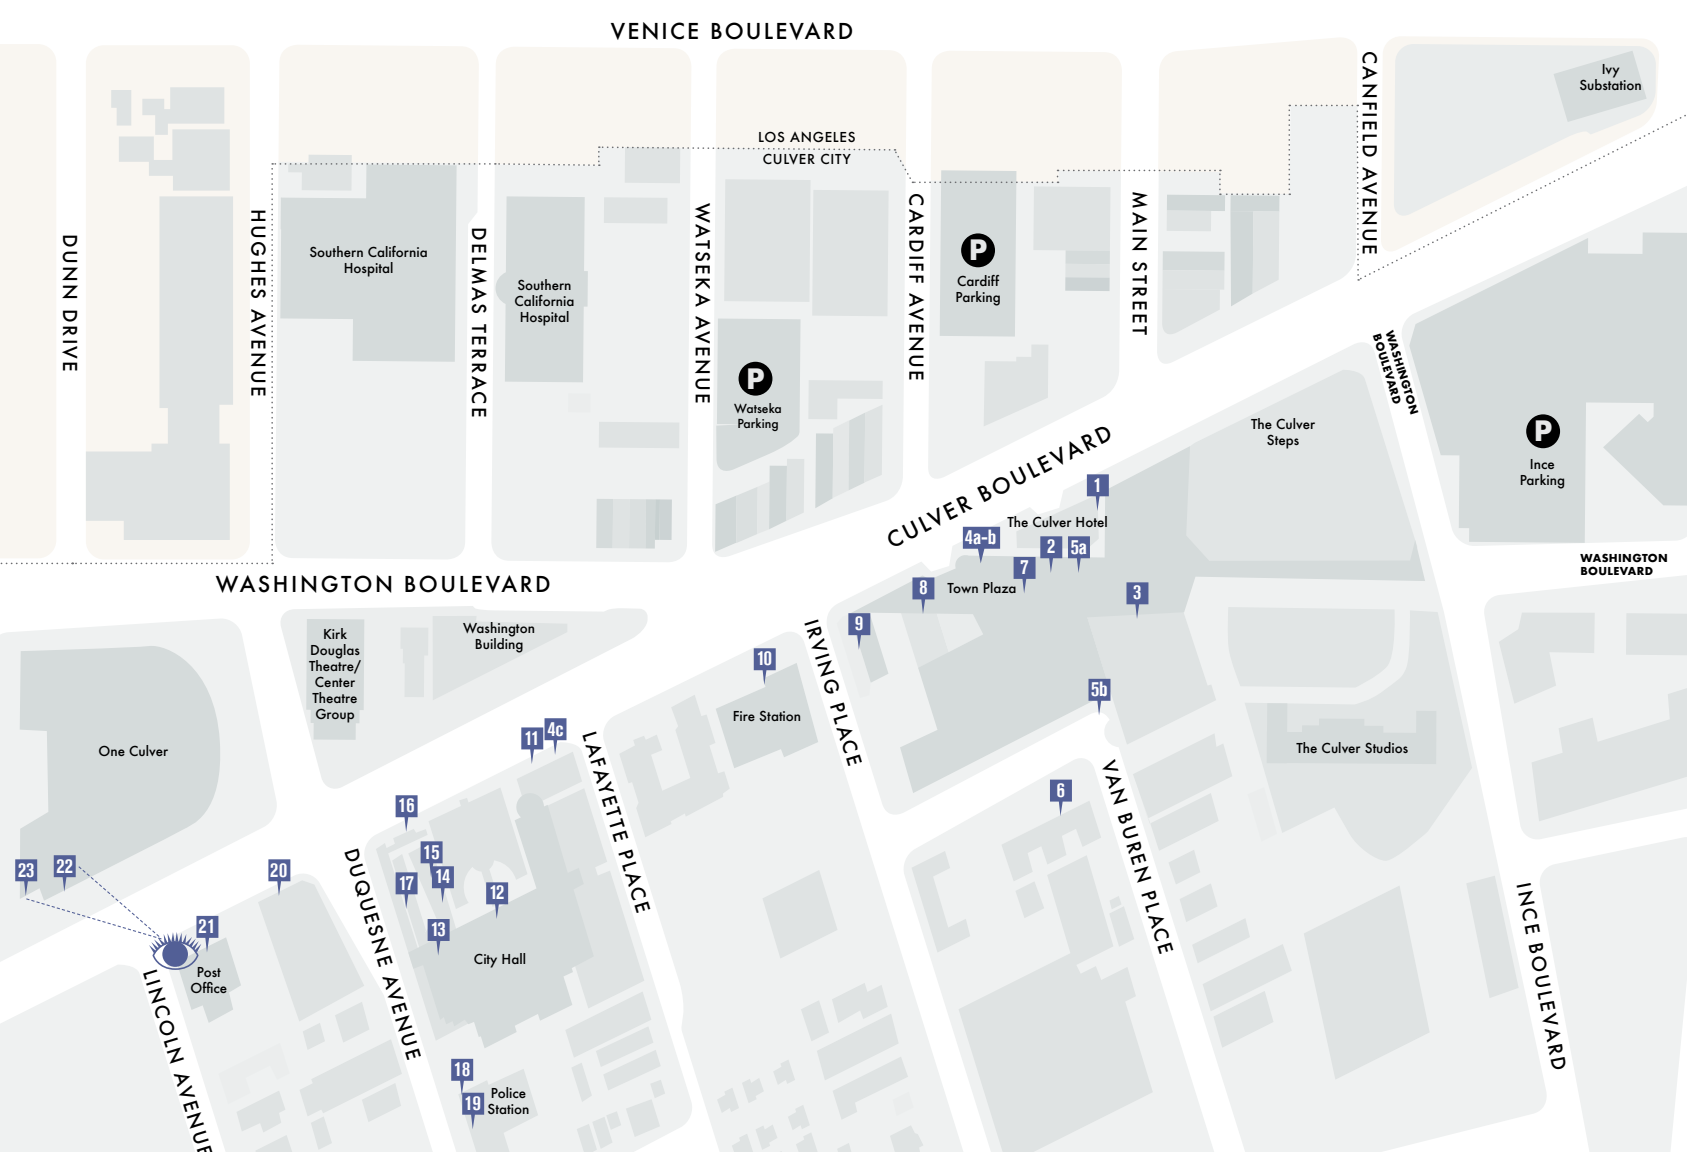 VENICE BOULEVARD
Ivy
Substation
CANFIELD AVENUE
LOS ANGELES
CULVER CITY
DUNN DRIVE
HUGHES AVENUE
Southern California
Hospital
DELMAS TERRACE
Southern
California
Hospital
WATSEKA AVENUE
CARDIFF AVENUE
P
Cardiff
Parking
MAIN STREET
P
Watseka
Parking
WASHINGTON
BOULEVARD
The Culver
Steps
P
Ince
Parking
CULVER BOULEVARD
1
The Culver Hotel
4a-b
2
5a
7
8
Town Plaza
3
WASHINGTON
BOULEVARD
WASHINGTON BOULEVARD
9
IRVING PLACE
10
Fire Station
5b
Kirk
Douglas
Theatre/
Center
Theatre
Group
Washington
Building
One Culver
11
4c
LAFAYETTE PLACE
The Culver Studios
6
VAN BUREN PLACE
16
15
14
17
12
13
City Hall
DUQUESNE AVENUE
23
22
20
21
Post
Office
LINCOLN AVENUE
INCE BOULEVARD
18
19
Police
Station